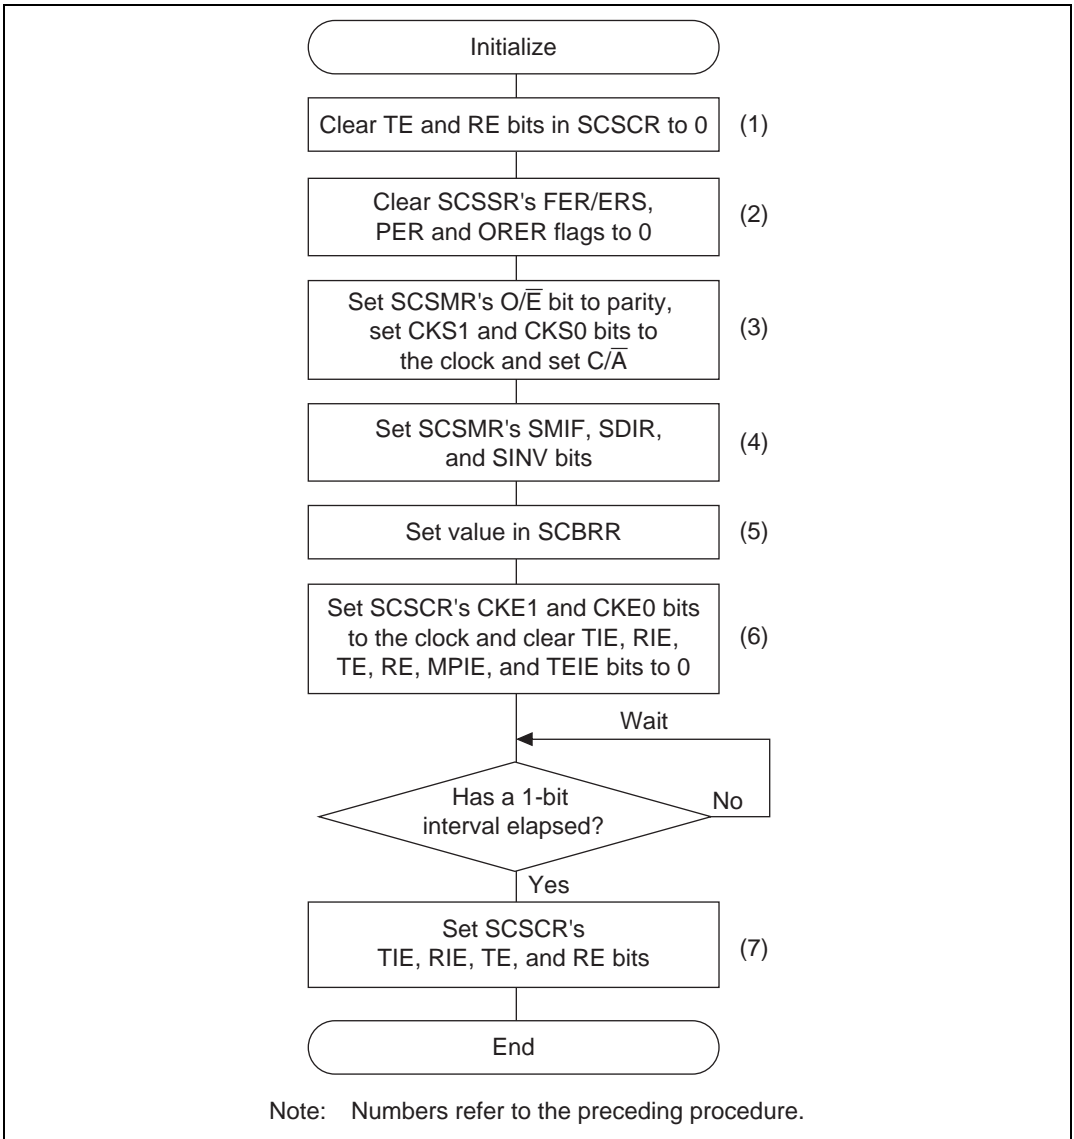 Initialize
Clear TE and RE bits in SCSCR to 0 (1)
Clear SCSSR's FER/ERS,
PER and ORER flags to 0
(2)
Set SCSMR's O/E̅ bit to parity,
set CKS1 and CKS0 bits to
the clock and set C/A̅
(3)
Set SCSMR's SMIF, SDIR,
and SINV bits
(4)
Set value in SCBRR (5)
Set SCSCR's CKE1 and CKE0 bits
to the clock and clear TIE, RIE,
TE, RE, MPIE, and TEIE bits to 0
(6)
Wait
Has a 1-bit
interval elapsed?
No
Yes
Set SCSCR's
TIE, RIE, TE, and RE bits
(7)
End
Note: Numbers refer to the preceding procedure.